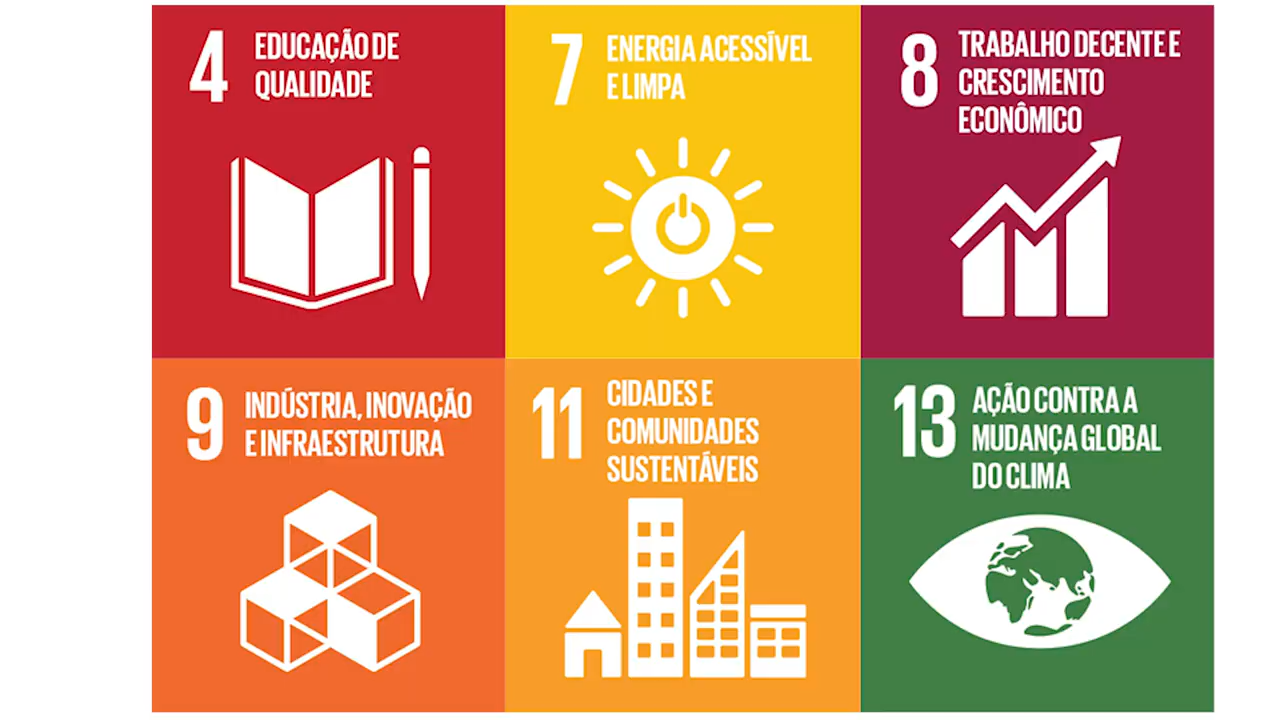 4
EDUCAÇÃO DE
QUALIDADE
7
ENERGIA ACESSÍVEL
E LIMPA
8
TRABALHO DECENTE E
CRESCIMENTO
ECONÔMICO
9
INDÚSTRIA, INOVAÇÃO
E INFRAESTRUTURA
11
CIDADES E
COMUNIDADES
SUSTENTÁVEIS
13
AÇÃO CONTRA A
MUDANÇA GLOBAL
DO CLIMA